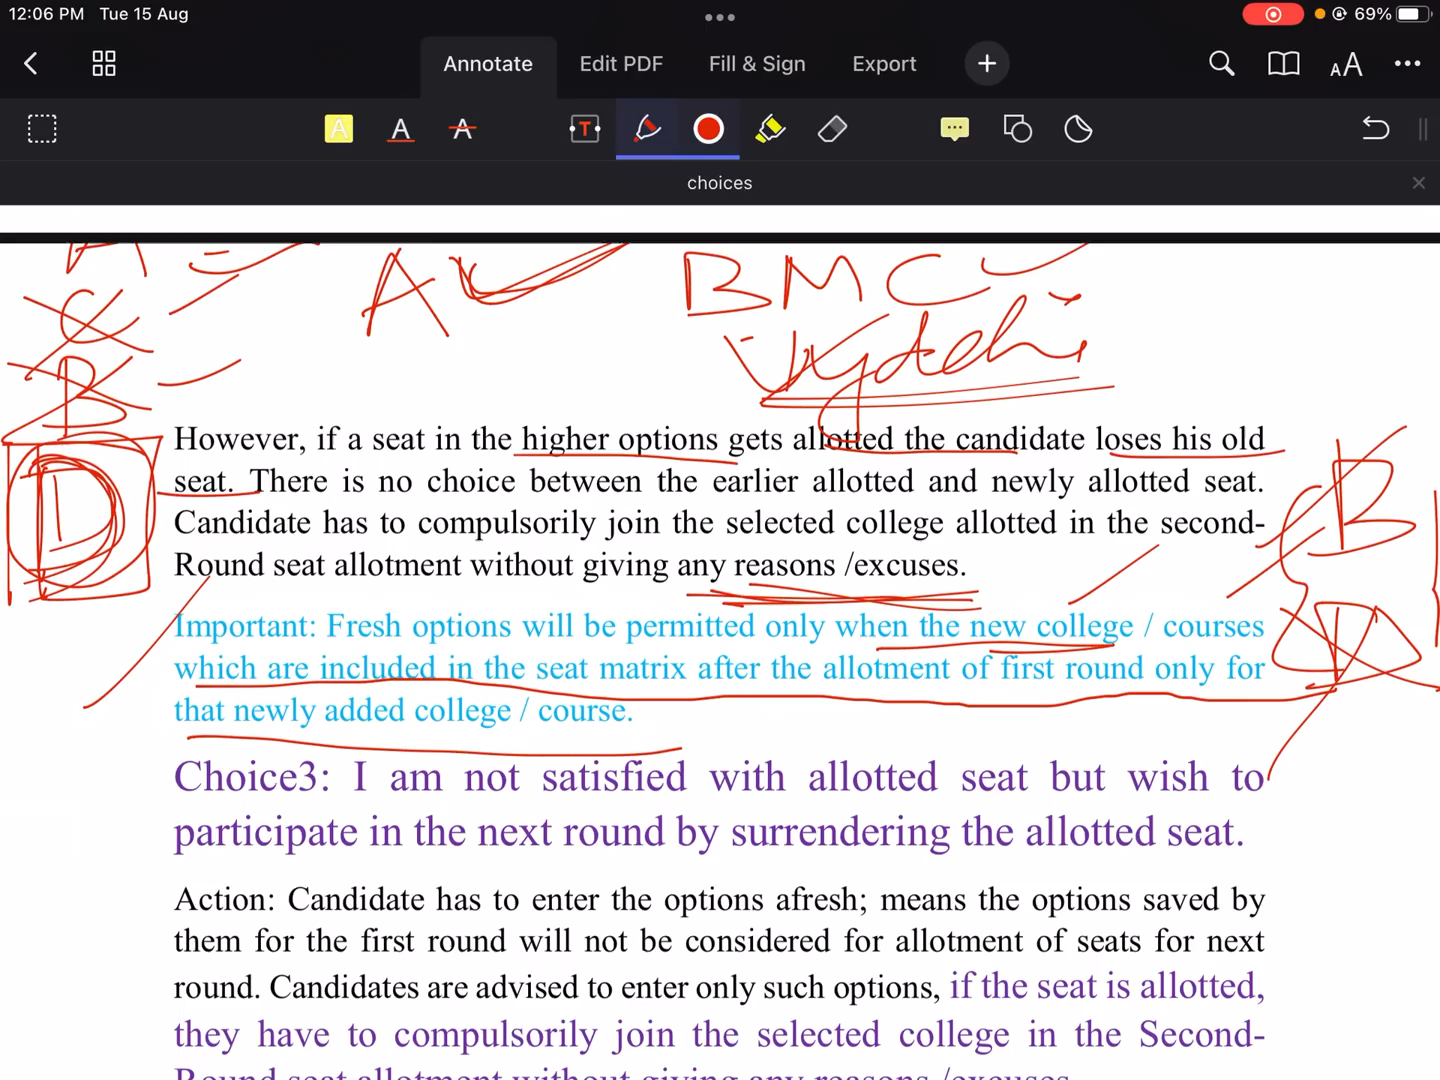 12:06 PM Tue 15 Aug
69%
Annotate Edit PDF Fill & Sign Export
choices
A
A
BMC
C
B
However, if a seat in the higher options gets allotted the candidate loses his old
seat. There is no choice between the earlier allotted and newly allotted seat.
Candidate has to compulsorily join the selected college allotted in the second-
Round seat allotment without giving any reasons /excuses.
D
B
D
Important: Fresh options will be permitted only when the new college / courses
which are included in the seat matrix after the allotment of first round only for
that newly added college / course.
Choice3: I am not satisfied with allotted seat but wish to
participate in the next round by surrendering the allotted seat.
Action: Candidate has to enter the options afresh; means the options saved by
them for the first round will not be considered for allotment of seats for next
round. Candidates are advised to enter only such options, if the seat is allotted,
they have to compulsorily join the selected college in the Second-
Round seat allotment without giving any reasons /excuses